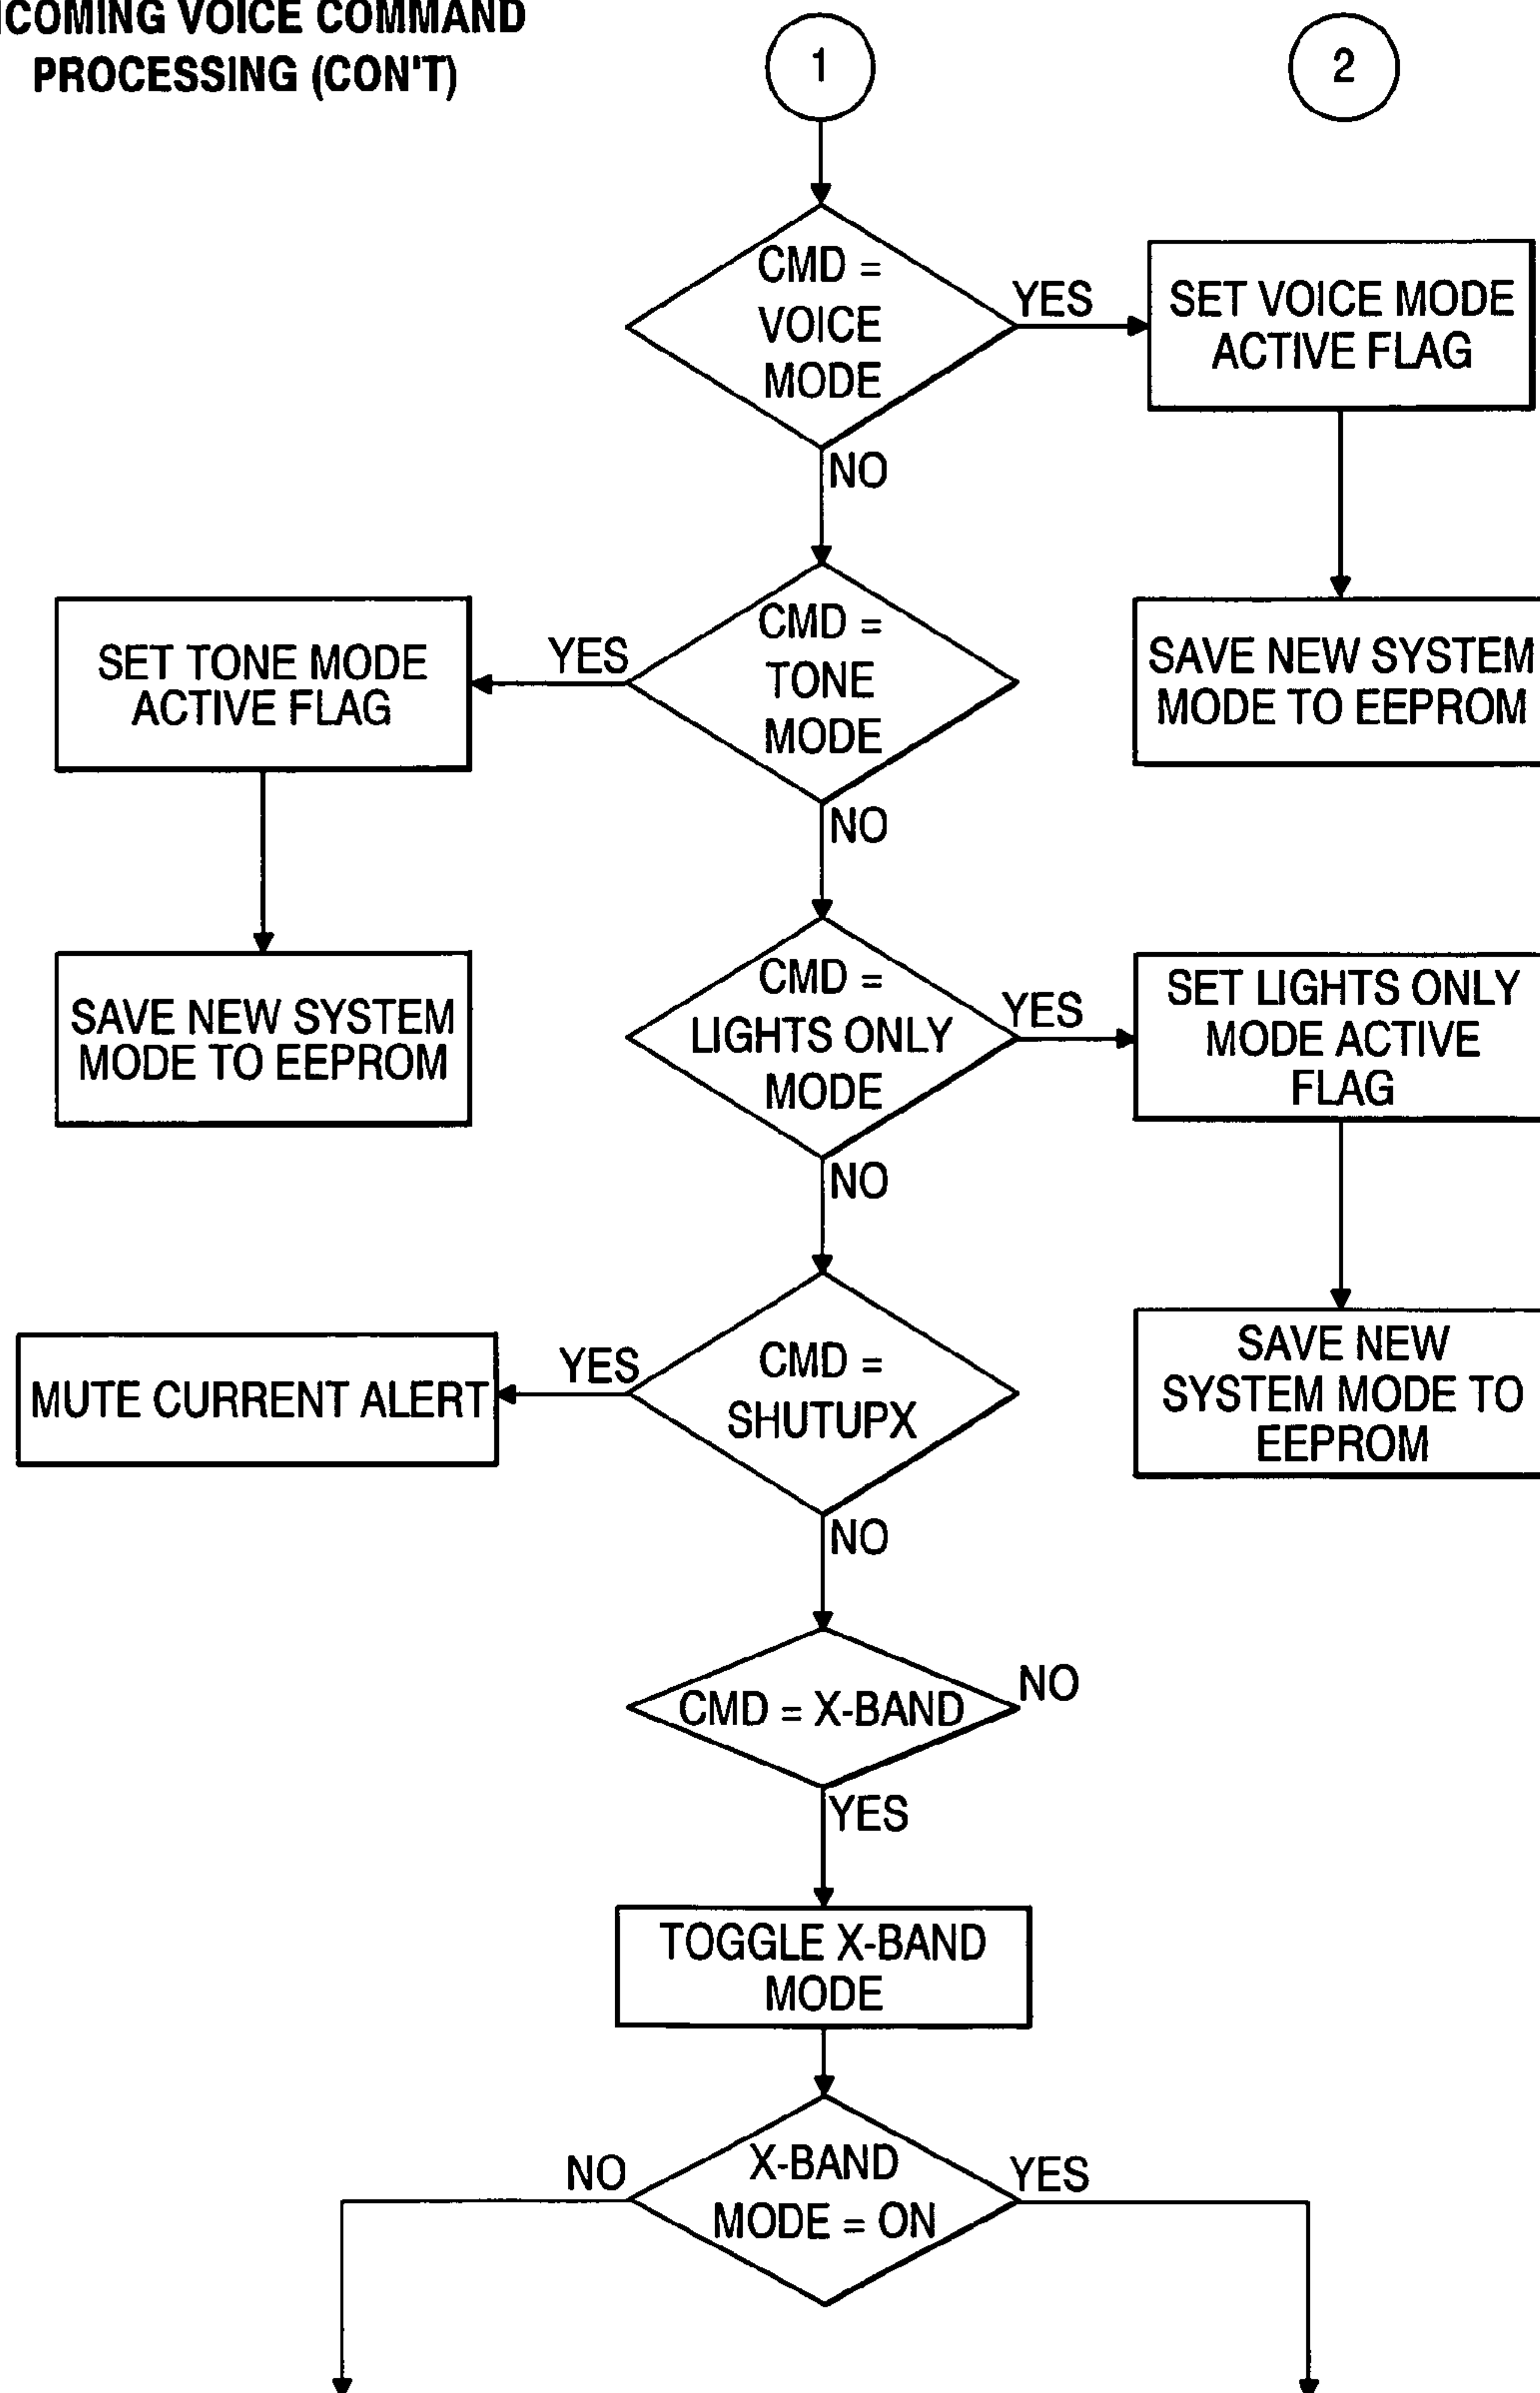 NCOMING VOICE COMMAND
PROCESSING (CON'T)
1
2
CMD =
VOICE
MODE
YES
SET VOICE MODE
ACTIVE FLAG
NO
SET TONE MODE
ACTIVE FLAG
YES
CMD =
TONE
MODE
SAVE NEW SYSTEM
MODE TO EEPROM
NO
SAVE NEW SYSTEM
MODE TO EEPROM
CMD =
LIGHTS ONLY
MODE
YES
SET LIGHTS ONLY
MODE ACTIVE
FLAG
NO
MUTE CURRENT ALERT
YES
CMD =
SHUTUPX
SAVE NEW
SYSTEM MODE TO
EEPROM
NO
CMD = X-BAND
NO
YES
TOGGLE X-BAND
MODE
NO
X-BAND
MODE = ON
YES